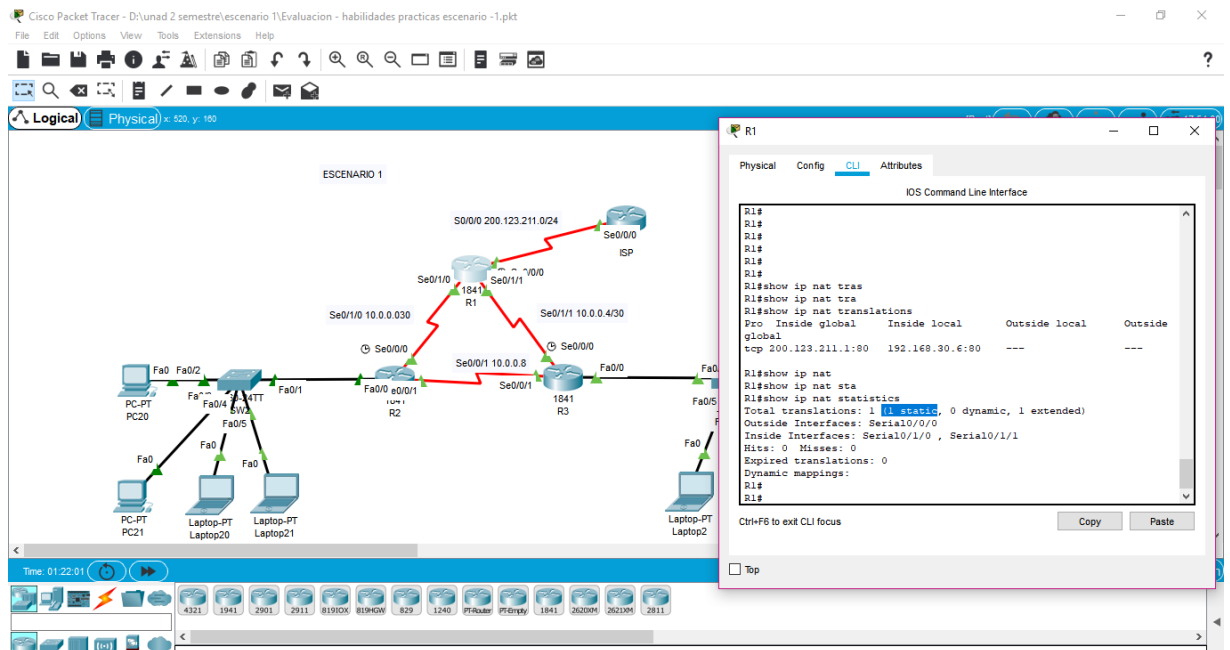 Cisco Packet Tracer - D:\unad 2 semestre\escenario 1\Evaluacion - habilidades practicas escenario -1.pkt
File Edit Options View Tools Extensions Help
?
Logical Physical x: 520, y: 160
ESCENARIO 1
S0/0/0 200.123.211.0/24
Se0/0/0
ISP
Se0/1/0
Se0/1/1
1841
R1
Se0/1/0 10.0.0.030
Se0/1/1 10.0.0.4/30
Se0/0/0
Se0/0/0
Se0/0/1 10.0.0.8
Fa0 Fa0/2
Fa0/1
Fa0/0
e0/0/1
Se0/0/1
Fa0/0
PC-PT
PC20
Fa0/4
SW2
Fa0/5
R2
1841
R3
Fa0/5
Fa0
Fa0
Fa0
Fa0
PC-PT
PC21
Laptop-PT
Laptop20
Laptop-PT
Laptop21
Laptop-PT
Laptop2
Time: 01:22:01
4321 1941 2901 2911 819IOX 819HGW 829 1240 PT-Router PT-Empty 1841 2620XM 2621XM 2811
R1
Physical Config CLI Attributes
IOS Command Line Interface
R1#
R1#
R1#
R1#
R1#
R1#
R1#show ip nat tras
R1#show ip nat tra
R1#show ip nat translations
Pro Inside global Inside local Outside local Outside
global
tcp 200.123.211.1:80 192.168.30.6:80 --- ---
R1#show ip nat
R1#show ip nat sta
R1#show ip nat statistics
Total translations: 1 (1 static, 0 dynamic, 1 extended)
Outside Interfaces: Serial0/0/0
Inside Interfaces: Serial0/1/0 , Serial0/1/1
Hits: 0 Misses: 0
Expired translations: 0
Dynamic mappings:
R1#
R1#
Ctrl+F6 to exit CLI focus
Copy
Paste
Top